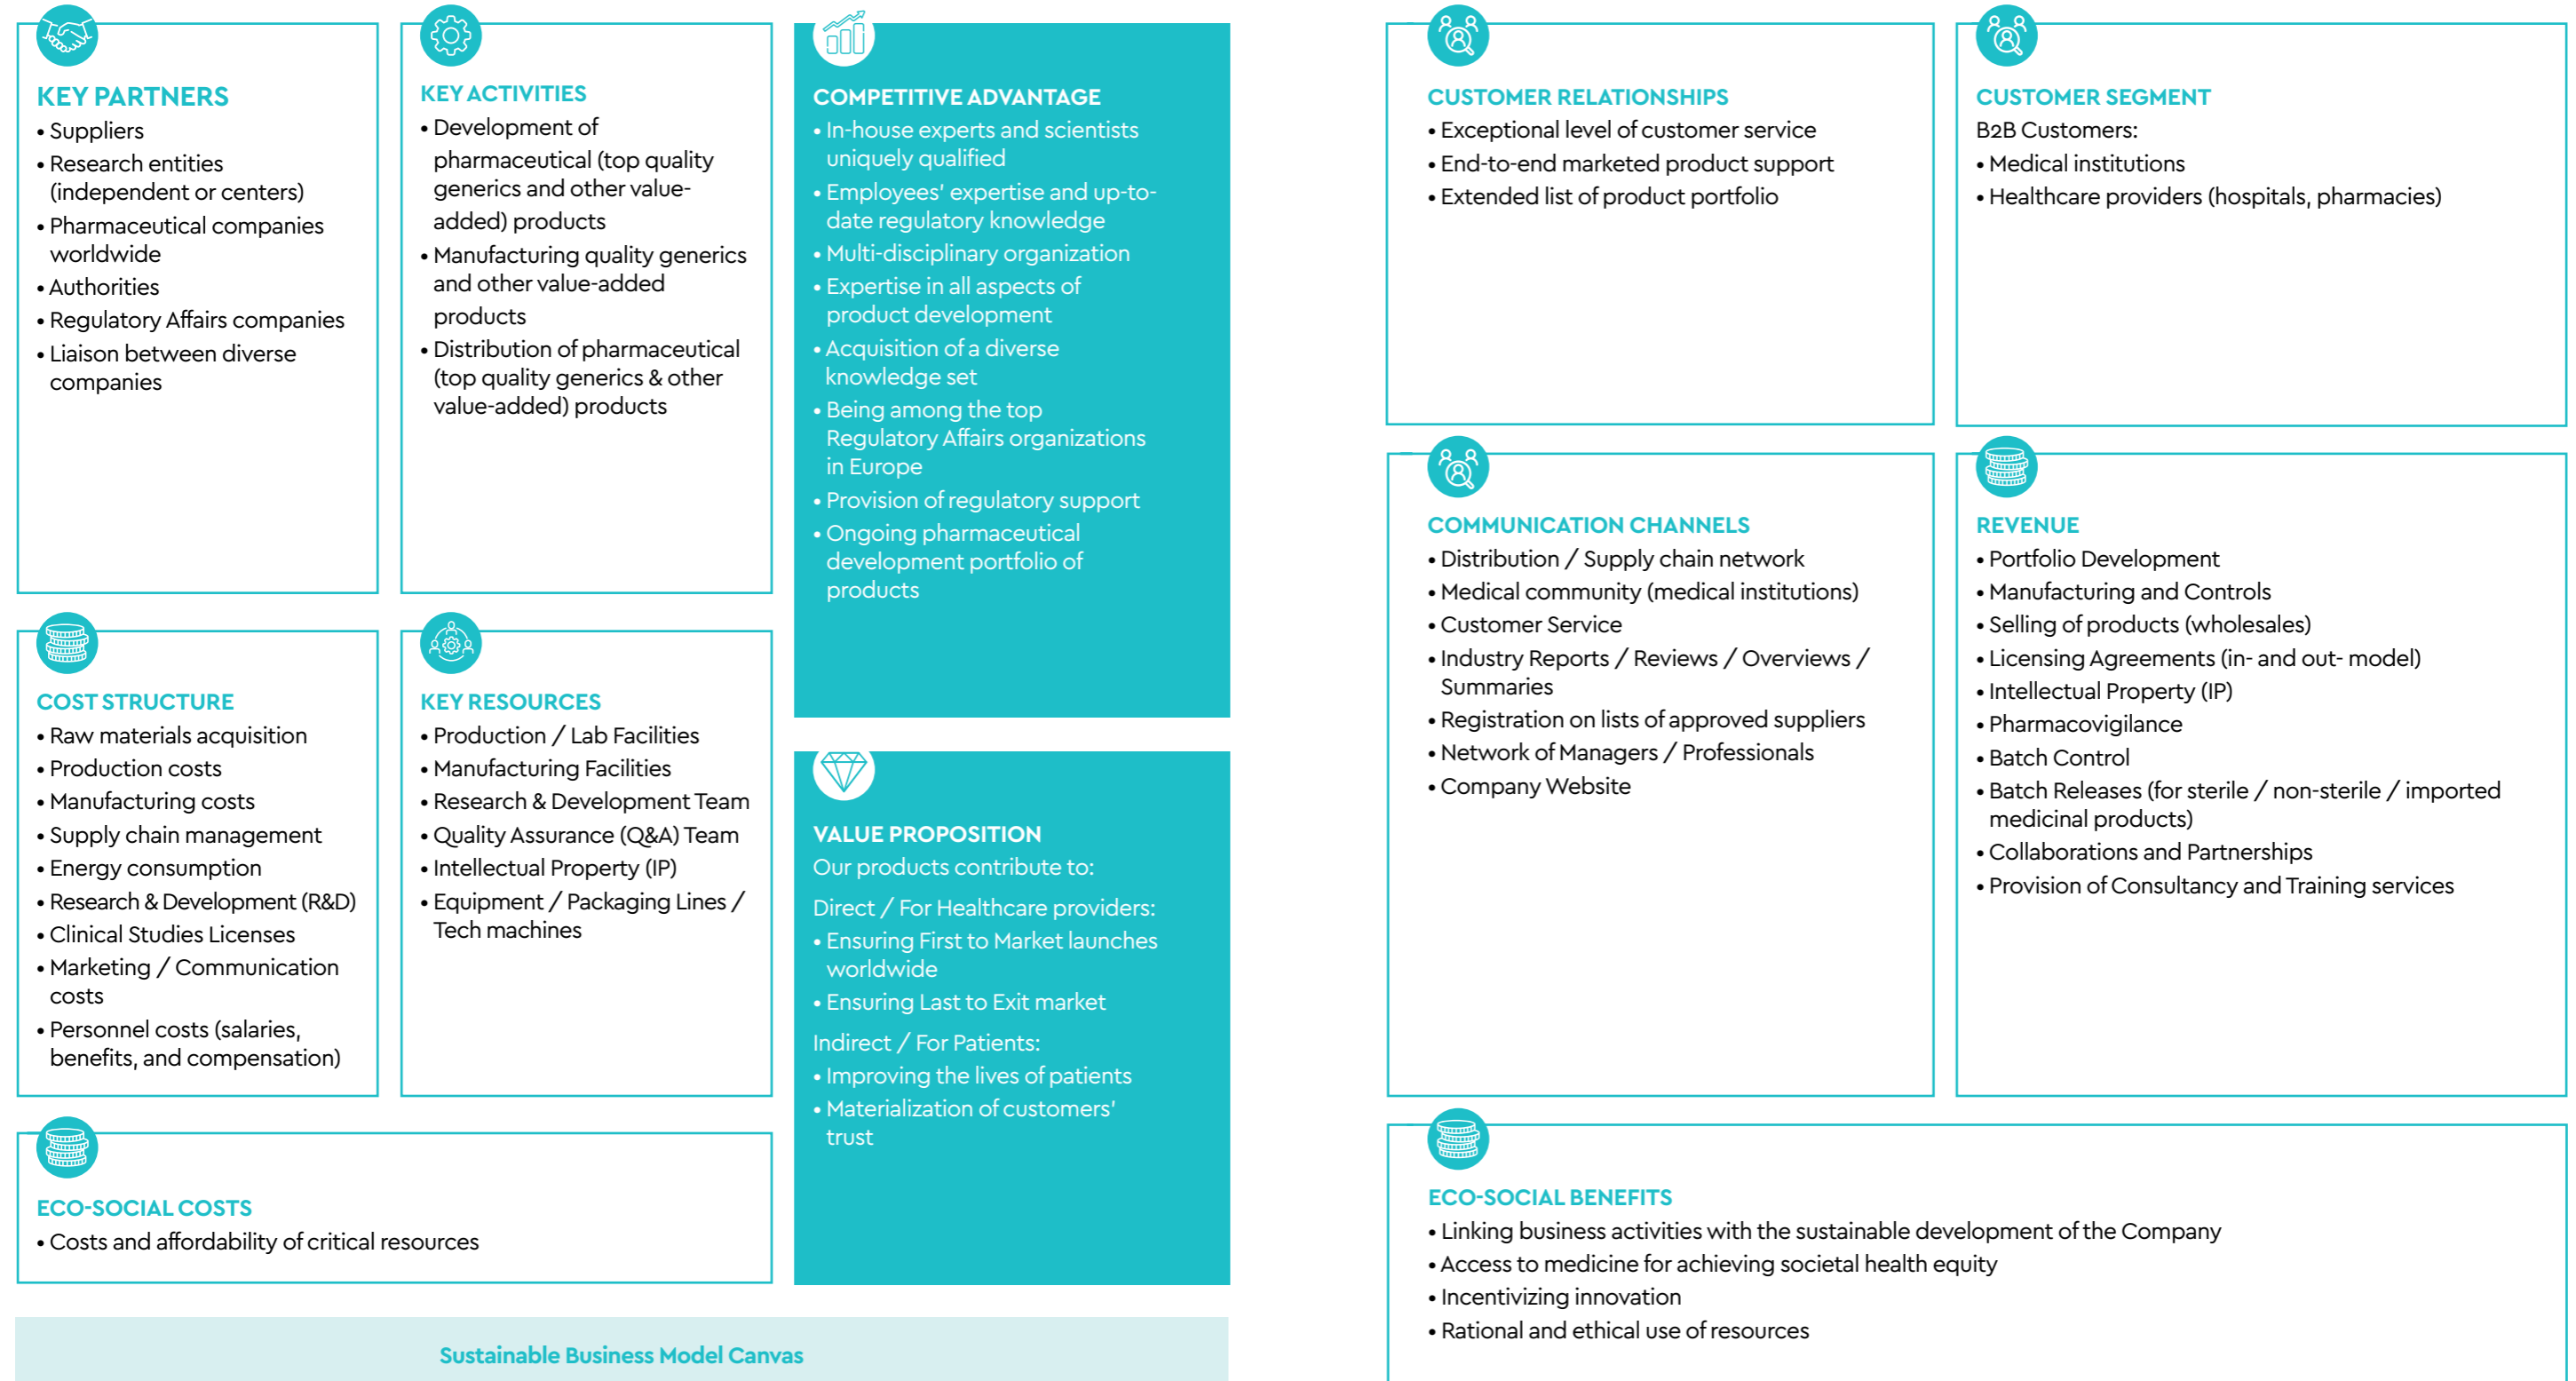 KEY PARTNERS
• Suppliers
• Research entities
(independent or centers)
• Pharmaceutical companies
worldwide
• Authorities
• Regulatory Affairs companies
• Liaison between diverse
companies
KEY ACTIVITIES
• Development of
pharmaceutical (top quality
generics and other value-
added) products
• Manufacturing quality generics
and other value-added
products
• Distribution of pharmaceutical
(top quality generics & other
value-added) products
COMPETITIVE ADVANTAGE
• In-house experts and scientists
uniquely qualified
• Employees' expertise and up-to-
date regulatory knowledge
• Multi-disciplinary organization
• Expertise in all aspects of
product development
• Acquisition of a diverse
knowledge set
• Being among the top
Regulatory Affairs organizations
in Europe
• Provision of regulatory support
• Ongoing pharmaceutical
development portfolio of
products
COST STRUCTURE
• Raw materials acquisition
• Production costs
• Manufacturing costs
• Supply chain management
• Energy consumption
• Research & Development (R&D)
• Clinical Studies Licenses
• Marketing / Communication
costs
• Personnel costs (salaries,
benefits, and compensation)
KEY RESOURCES
• Production / Lab Facilities
• Manufacturing Facilities
• Research & Development Team
• Quality Assurance (Q&A) Team
• Intellectual Property (IP)
• Equipment / Packaging Lines /
Tech machines
VALUE PROPOSITION
Our products contribute to:
Direct / For Healthcare providers:
• Ensuring First to Market launches
worldwide
• Ensuring Last to Exit market
Indirect / For Patients:
• Improving the lives of patients
• Materialization of customers'
trust
ECO-SOCIAL COSTS
• Costs and affordability of critical resources
Sustainable Business Model Canvas
CUSTOMER RELATIONSHIPS
• Exceptional level of customer service
• End-to-end marketed product support
• Extended list of product portfolio
CUSTOMER SEGMENT
B2B Customers:
• Medical institutions
• Healthcare providers (hospitals, pharmacies)
COMMUNICATION CHANNELS
• Distribution / Supply chain network
• Medical community (medical institutions)
• Customer Service
• Industry Reports / Reviews / Overviews /
Summaries
• Registration on lists of approved suppliers
• Network of Managers / Professionals
• Company Website
REVENUE
• Portfolio Development
• Manufacturing and Controls
• Selling of products (wholesales)
• Licensing Agreements (in- and out- model)
• Intellectual Property (IP)
• Pharmacovigilance
• Batch Control
• Batch Releases (for sterile / non-sterile / imported
medicinal products)
• Collaborations and Partnerships
• Provision of Consultancy and Training services
ECO-SOCIAL BENEFITS
• Linking business activities with the sustainable development of the Company
• Access to medicine for achieving societal health equity
• Incentivizing innovation
• Rational and ethical use of resources